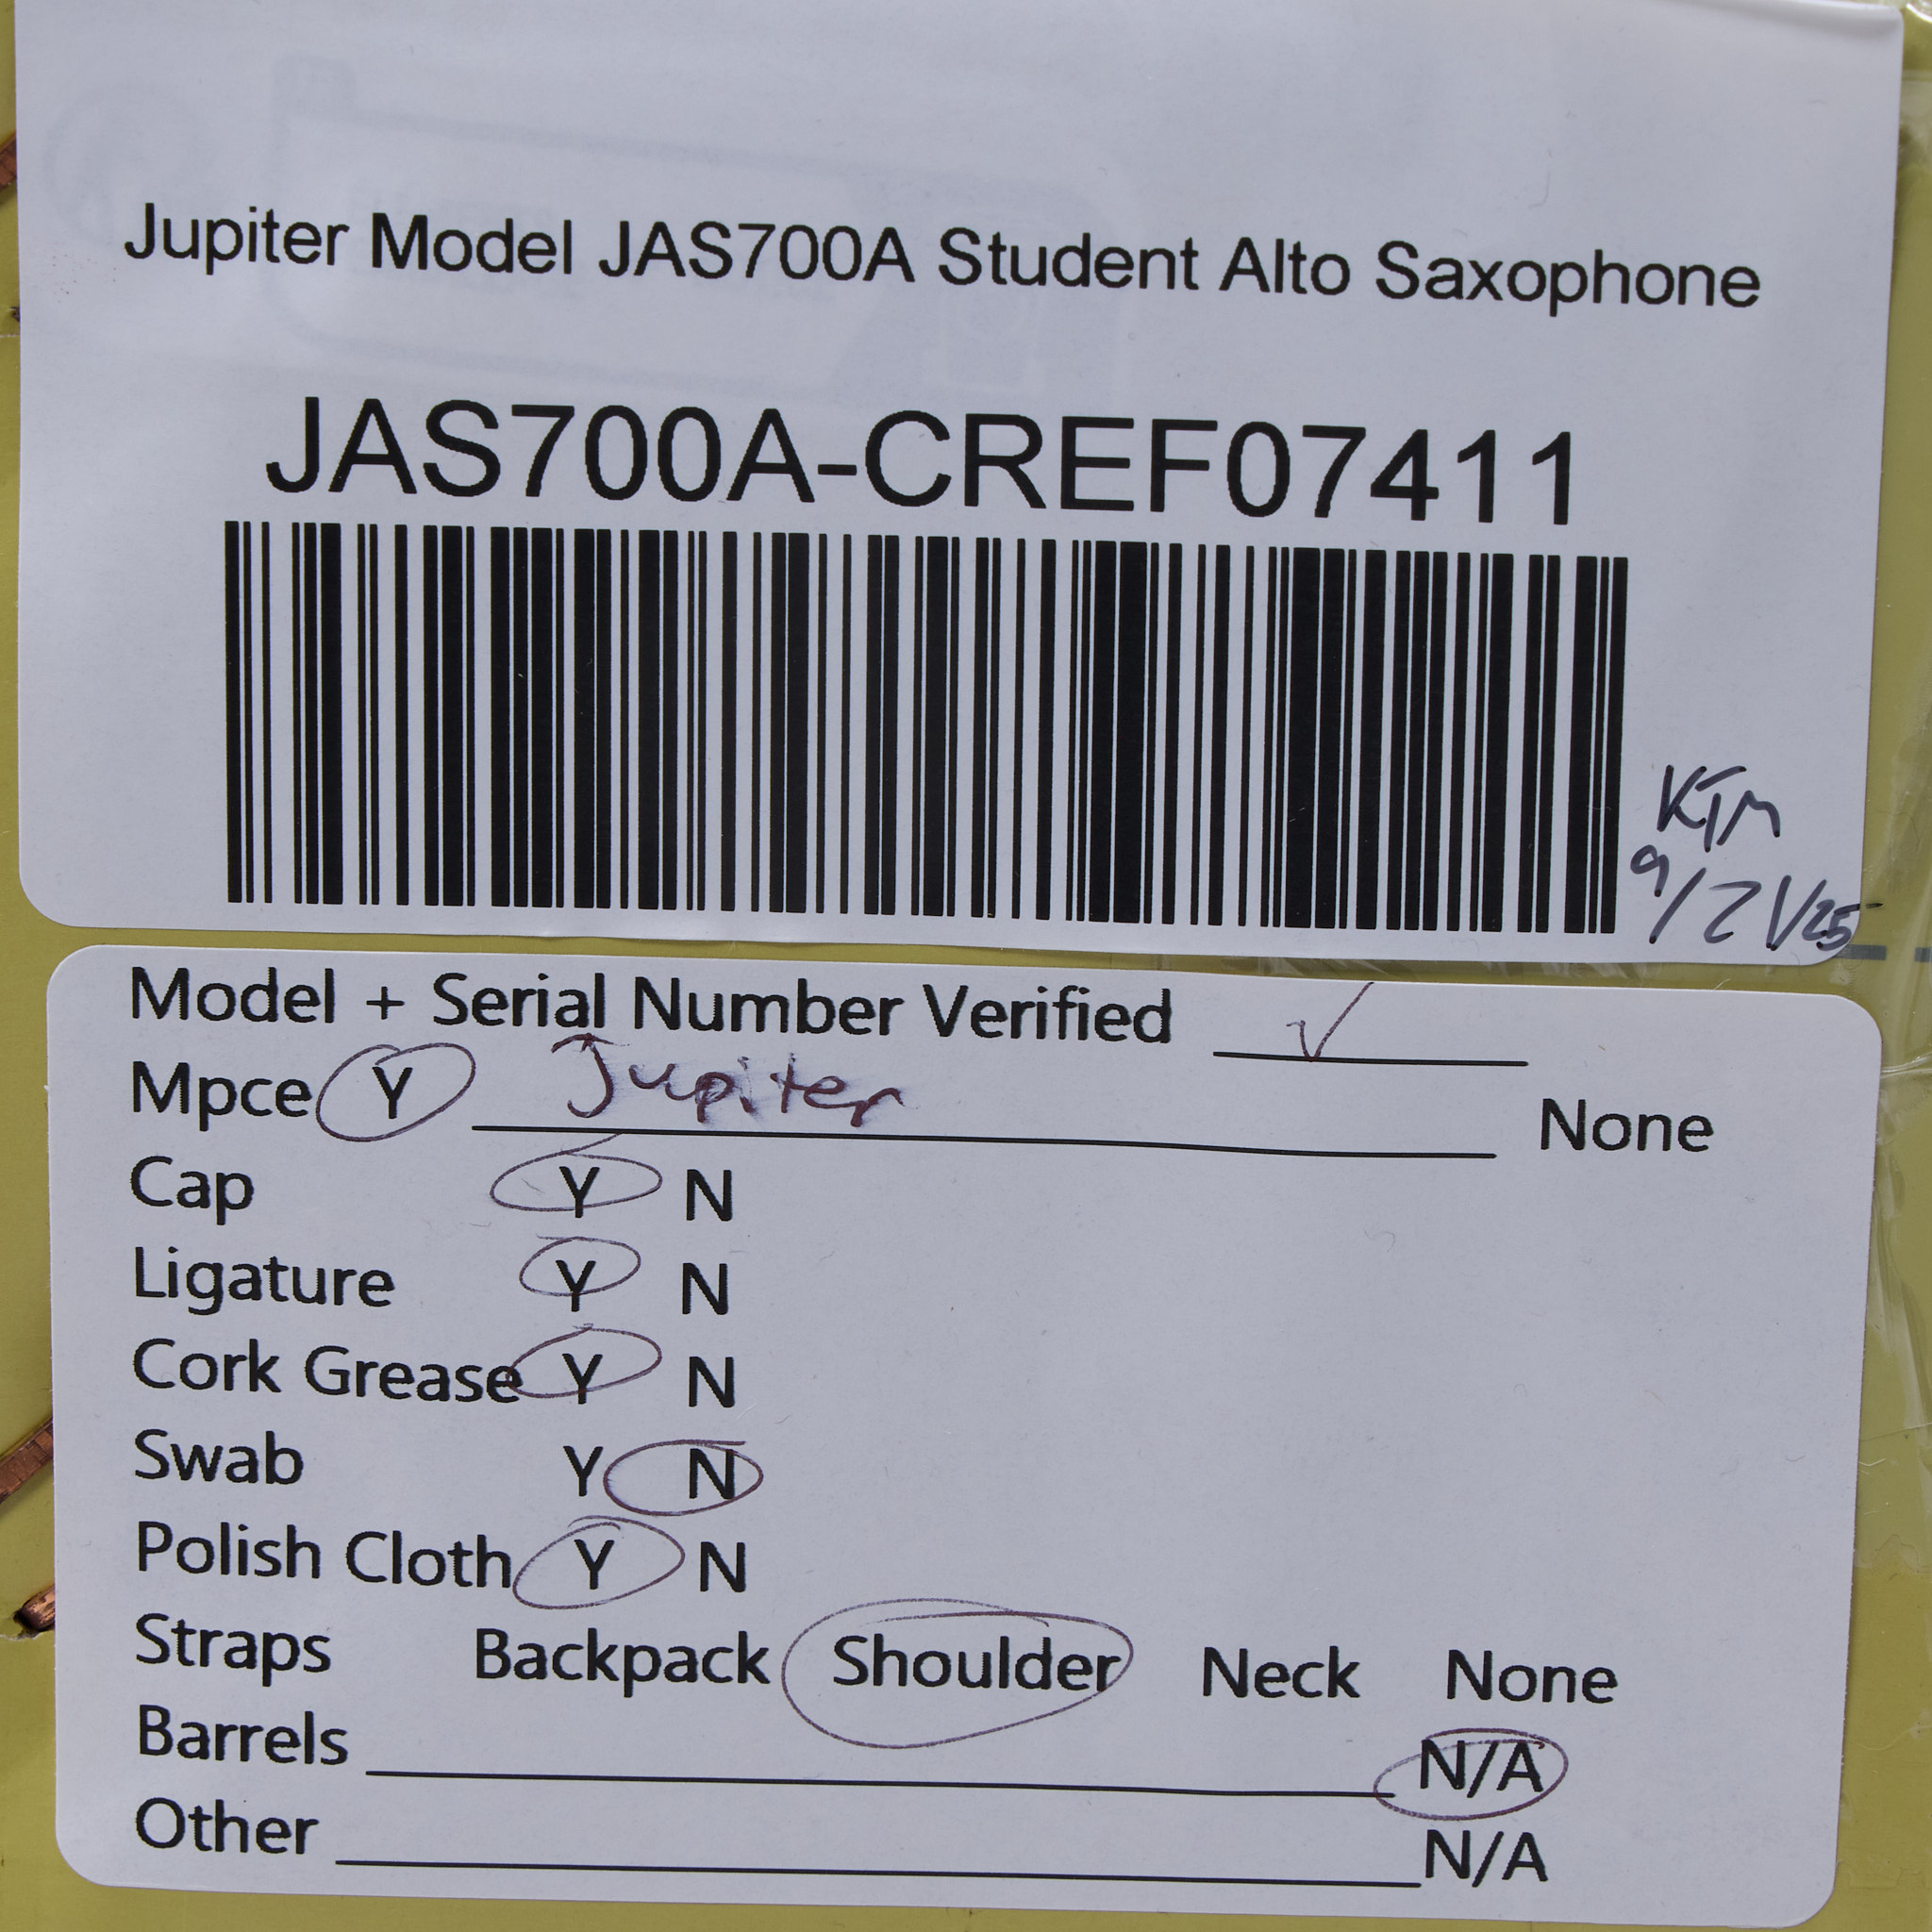 Jupiter Model JAS700A Student Alto Saxophone
JAS700A-CREF07411
KTM
9/21/25
Model + Serial Number Verified ✓
Mpce Y Jupiter None
Cap Y N
Ligature Y N
Cork Grease Y N
Swab Y N
Polish Cloth Y N
Straps Backpack Shoulder Neck None
Barrels N/A
Other N/A